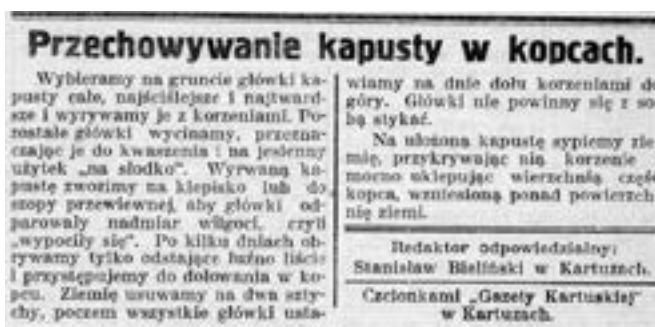 Przechowywanie kapusty w kopcach.
Wybieramy na gruncie główki ka-
pusty całe, najściślejsze i najtward-
sze i wyrywamy je z korzeniami. Po-
zostałe główki wycinamy, przezna-
czając je do kwaszenia i na jesienny
użytek „na słodko". Wyrwaną ka-
pustę zwozimy na klepisko lub do
szopy przewiewnej, aby główki od-
parowały nadmiar wilgoci, czyli
„wypociły się". Po kilku dniach ob-
rywamy tylko odstające luźno liście
i przystępujemy do dołowania w ko-
pcu. Ziemię usuwamy na dwa szty-
chy, poczem wszystkie główki usta-
wiamy na dnie dołu korzeniami do
góry. Główki nie powinny się z so-
bą stykać.
Na ułożoną kapustę sypiemy zie-
mię, przykrywając nią korzenie
mocno uklepując wierzchnią część
kopca, wzniesioną ponad powierzch
nię ziemi.
Redaktor odpowiedzialny:
Stanisław Bieliński w Kartuzach.
Czcionkami „Gazety Kartuskiej"
w Kartuzach.